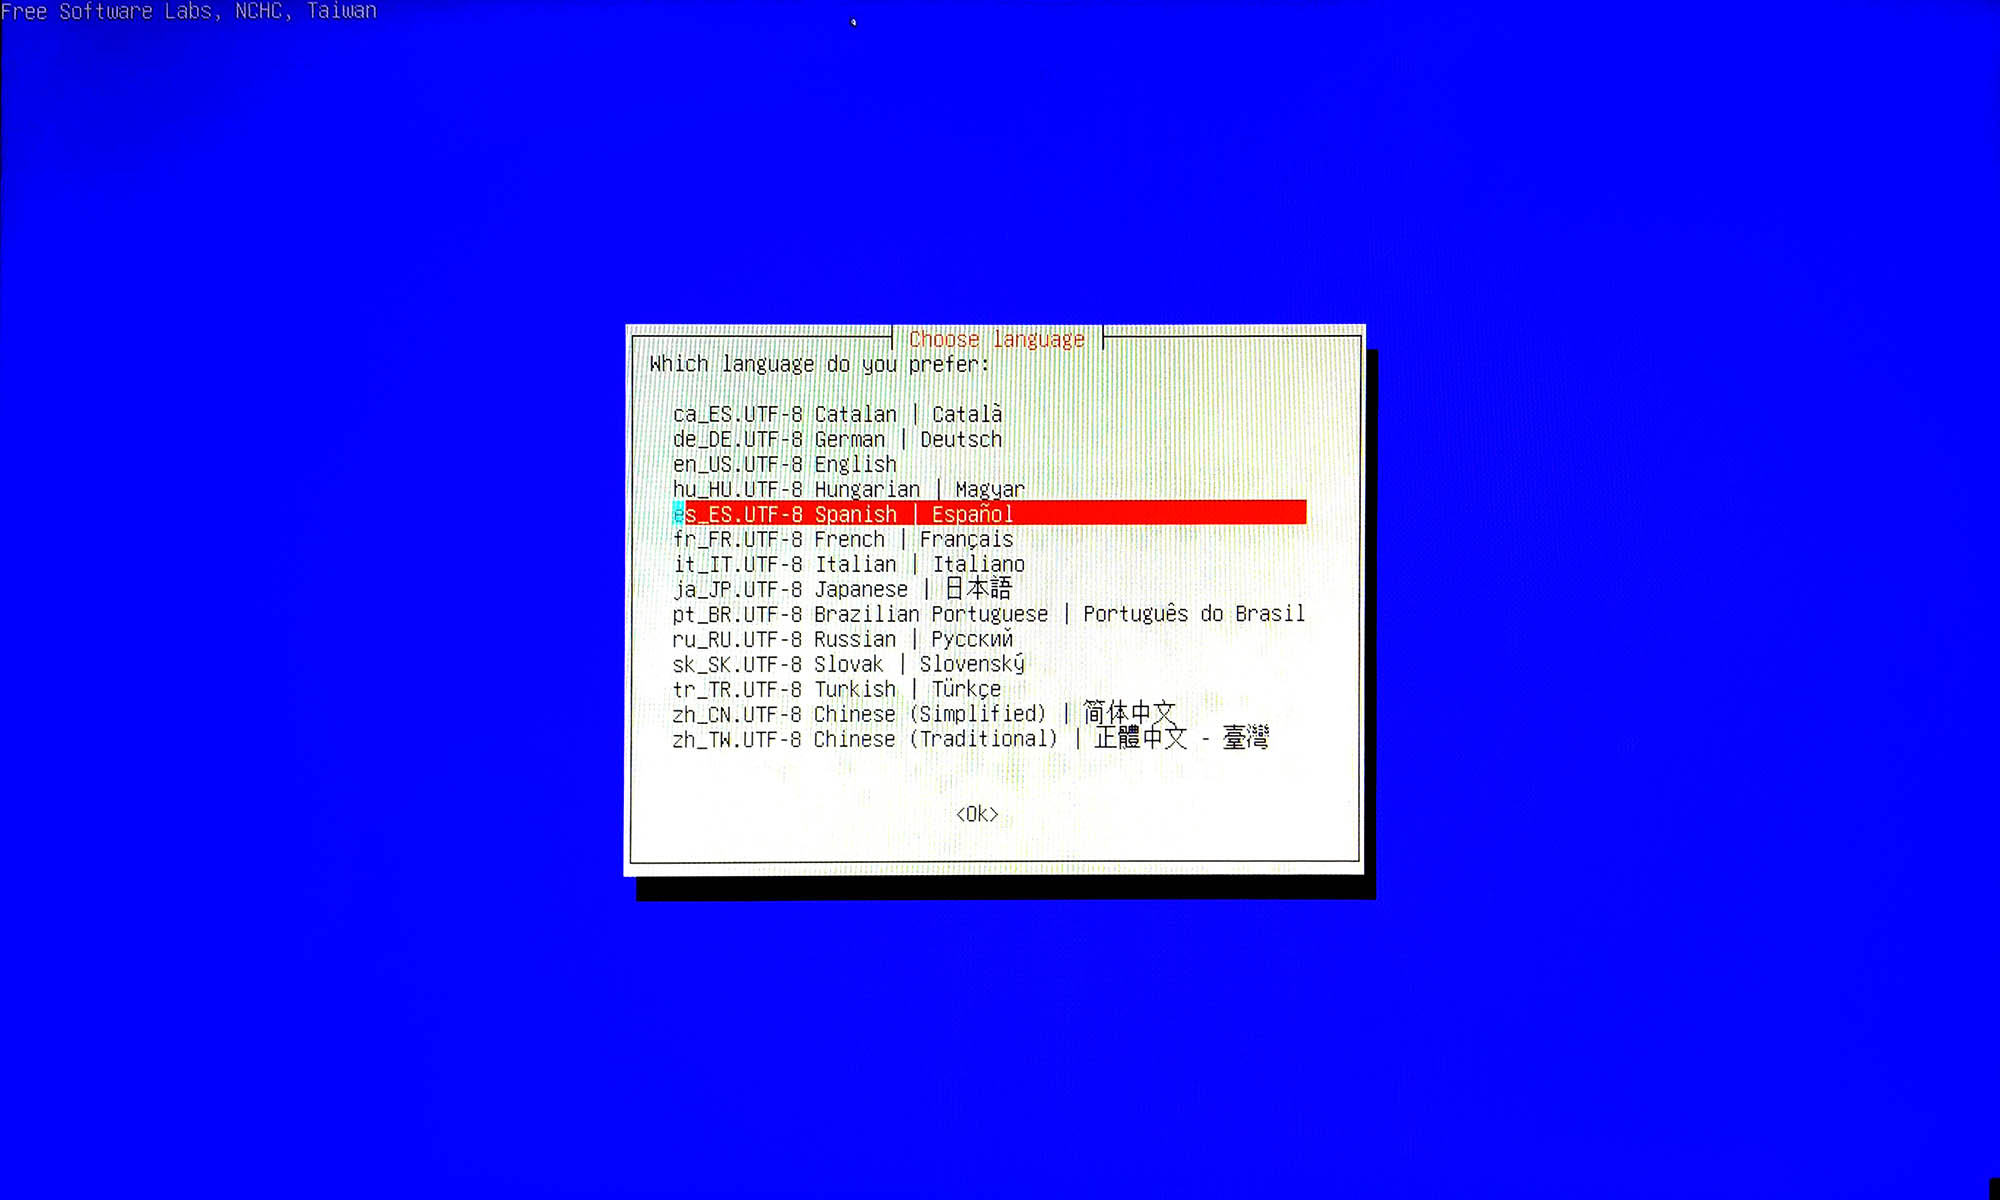 Free Software Labs, NCHC, Taiwan
Choose language
Which language do you prefer:
ca_ES.UTF-8 Catalan | Català
de_DE.UTF-8 German | Deutsch
en_US.UTF-8 English
hu_HU.UTF-8 Hungarian | Magyar
es_ES.UTF-8 Spanish | Español
fr_FR.UTF-8 French | Français
it_IT.UTF-8 Italian | Italiano
ja_JP.UTF-8 Japanese | 日本語
pt_BR.UTF-8 Brazilian Portuguese | Português do Brasil
ru_RU.UTF-8 Russian | Русский
sk_SK.UTF-8 Slovak | Slovenský
tr_TR.UTF-8 Turkish | Türkçe
zh_CN.UTF-8 Chinese (Simplified) | 简体中文
zh_TW.UTF-8 Chinese (Traditional) | 正體中文 - 臺灣
<Ok>